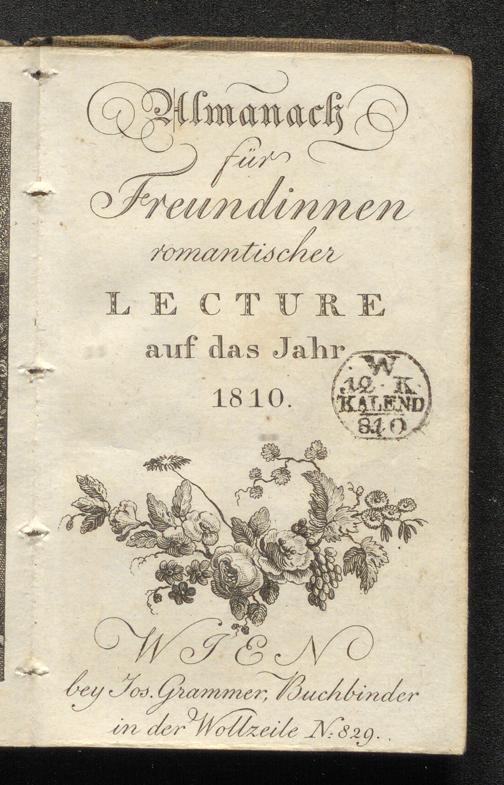 Almanach
für
Freundinnen
romantischer
LECTURE
auf das Jahr
1810.
W
12 K
KALEND
810
WIEN
bey Jos. Grammer, Buchbinder
in der Wollzeile N: 829.